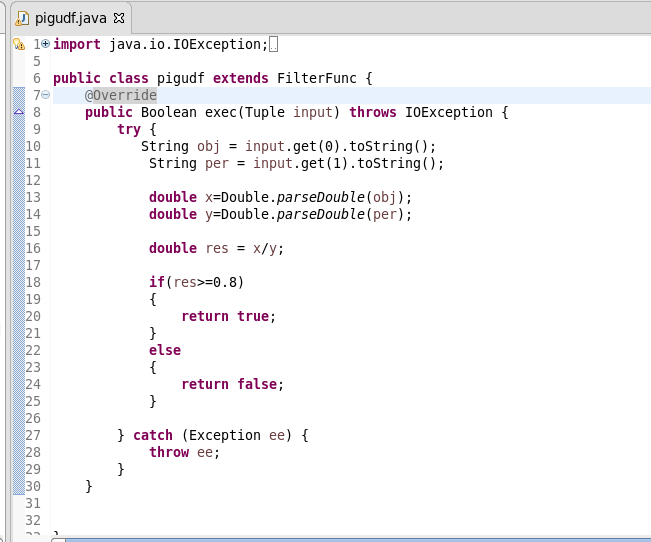 pigudf.java
1 import java.io.IOException;
5
6 public class pigudf extends FilterFunc {
7 @Override
8 public Boolean exec(Tuple input) throws IOException {
9 try {
10 String obj = input.get(0).toString();
11 String per = input.get(1).toString();
12
13 double x=Double.parseDouble(obj);
14 double y=Double.parseDouble(per);
15
16 double res = x/y;
17
18 if(res>=0.8)
19 {
20 return true;
21 }
22 else
23 {
24 return false;
25 }
26
27 } catch (Exception ee) {
28 throw ee;
29 }
30 }
31
32